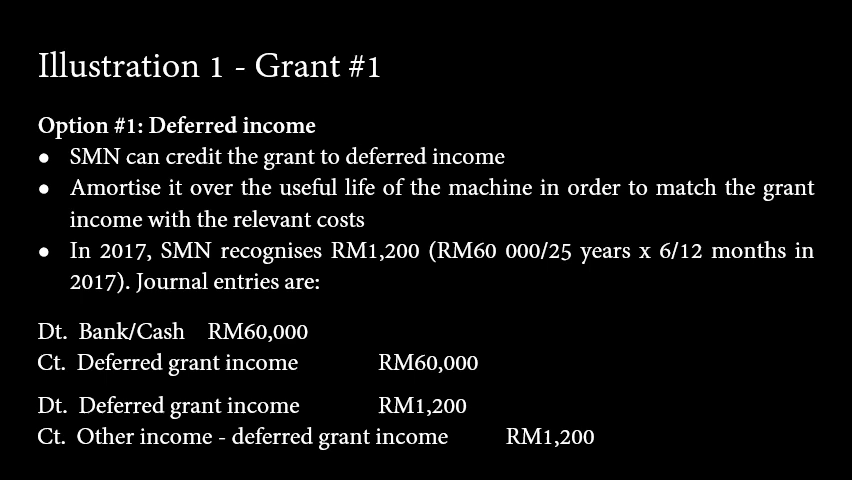 Illustration 1 - Grant #1
Option #1: Deferred income
● SMN can credit the grant to deferred income
● Amortise it over the useful life of the machine in order to match the grant
income with the relevant costs
● In 2017, SMN recognises RM1,200 (RM60 000/25 years x 6/12 months in
2017). Journal entries are:
Dt. Bank/Cash RM60,000
Ct. Deferred grant income RM60,000
Dt. Deferred grant income RM1,200
Ct. Other income - deferred grant income RM1,200